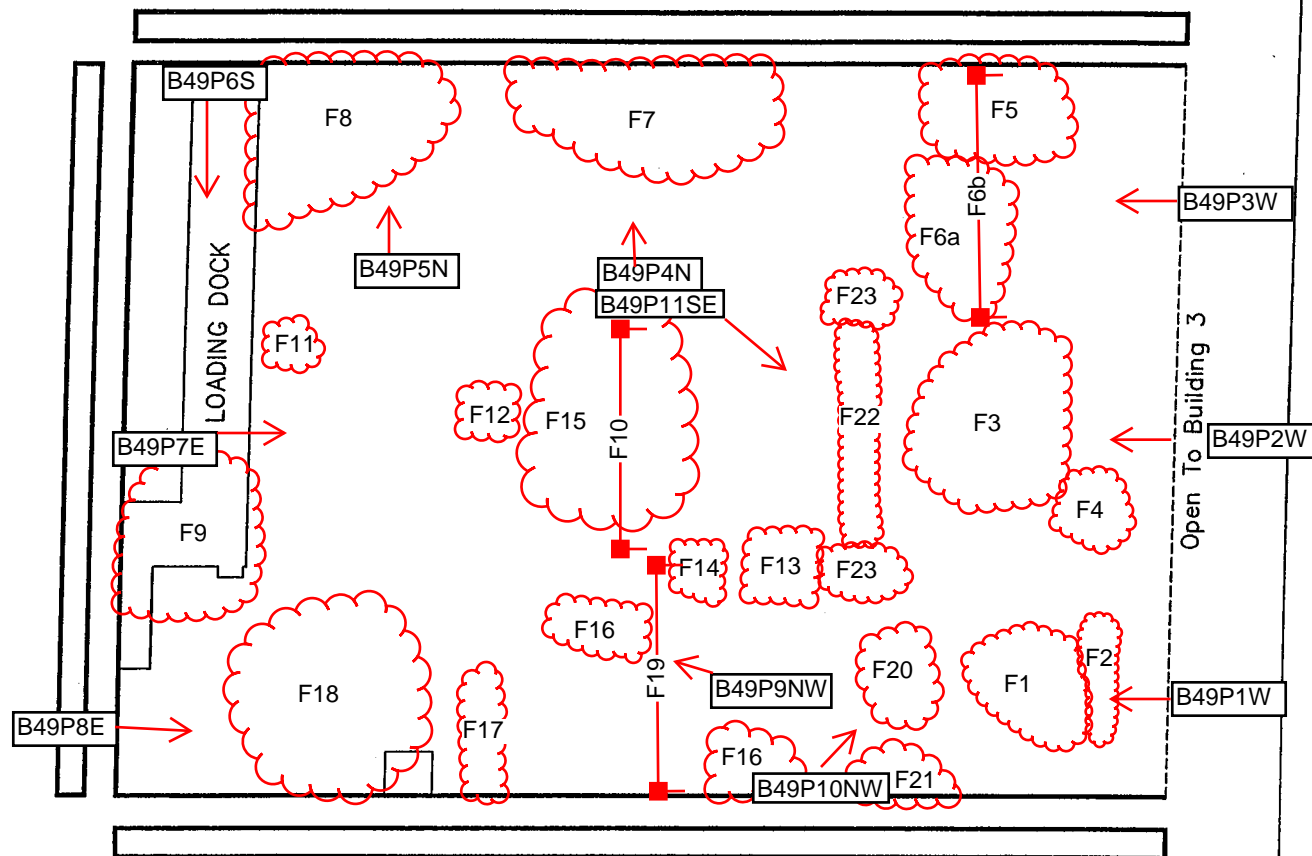 B49P6S
F8
F7
F5
F6b
B49P3W
F6a
B49P5N
B49P4N
B49P11SE
F23
LOADING DOCK
F11
Open To Building 3
F12
F15
F10
F22
F3
B49P7E
B49P2W
F9
F4
F14
F13
F23
F16
F19
F20
F1
F2
F18
B49P9NW
B49P1W
B49P8E
F17
F16
B49P10NW
F21